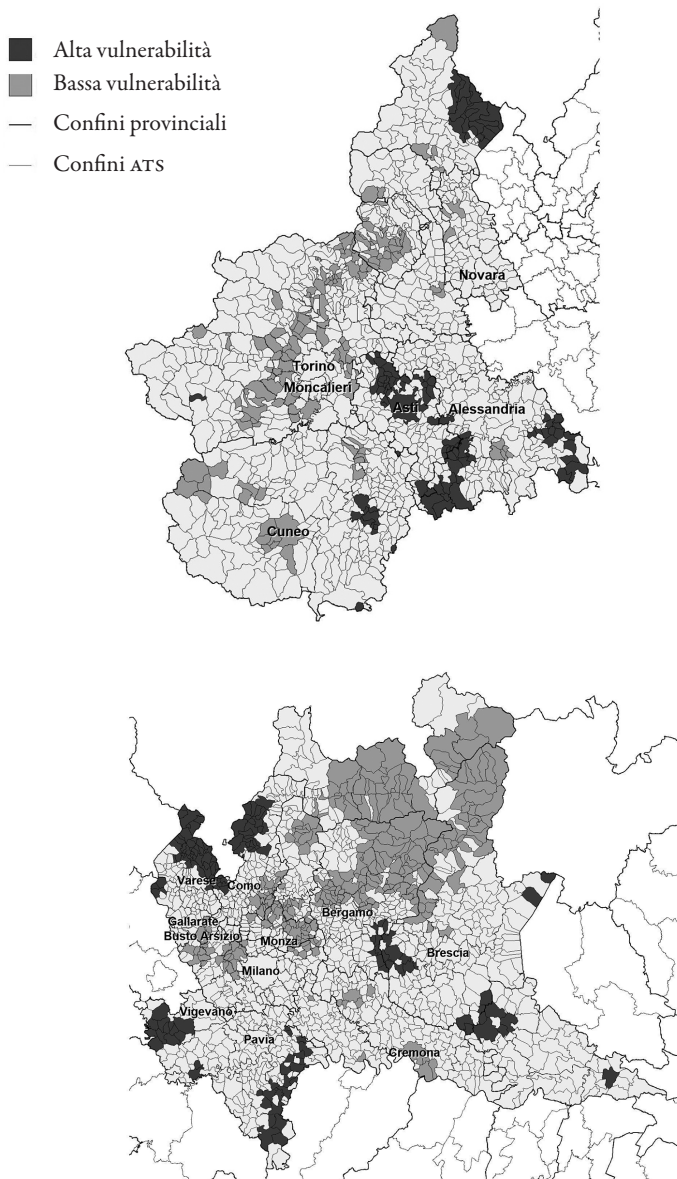 Alta vulnerabilità
Bassa vulnerabilità
Confini provinciali
Confini ATS
Novara
Torino
Moncalieri
Asti
Alessandria
Cuneo
Varese
Como
Gallarate
Bergamo
Busto Arsizio
Monza
Brescia
Milano
Vigevano
Pavia
Cremona